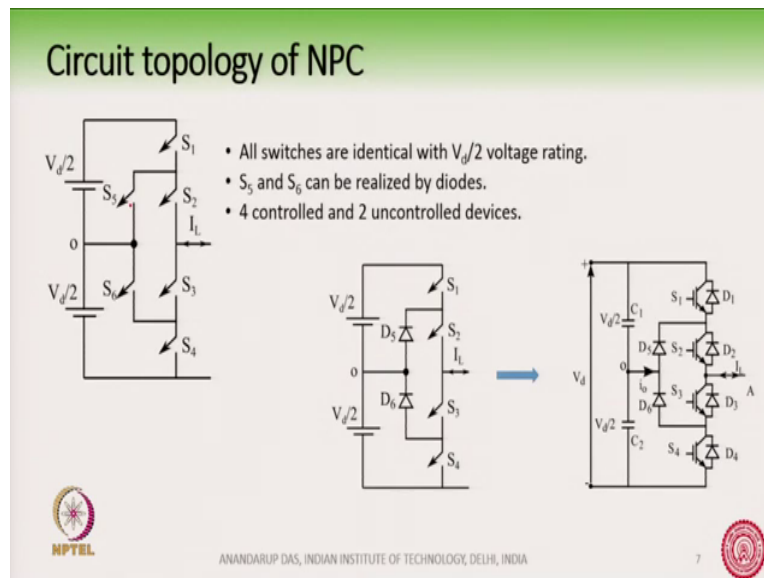 Circuit topology of NPC
• All switches are identical with Vd/2 voltage rating.
• S5 and S6 can be realized by diodes.
• 4 controlled and 2 uncontrolled devices.
Vd/2
S1
S5
S2
o
IL
Vd/2
S6
S3
S4
Vd/2
S1
D5
S2
o
IL
D6
Vd/2
S3
S4
+
S1
D1
Vd/2
C1
D5
S2
D2
Vd
o
io
IL
A
D6
S3
D3
Vd/2
C2
S4
D4
-
NPTEL
ANANDARUP DAS, INDIAN INSTITUTE OF TECHNOLOGY, DELHI, INDIA
7